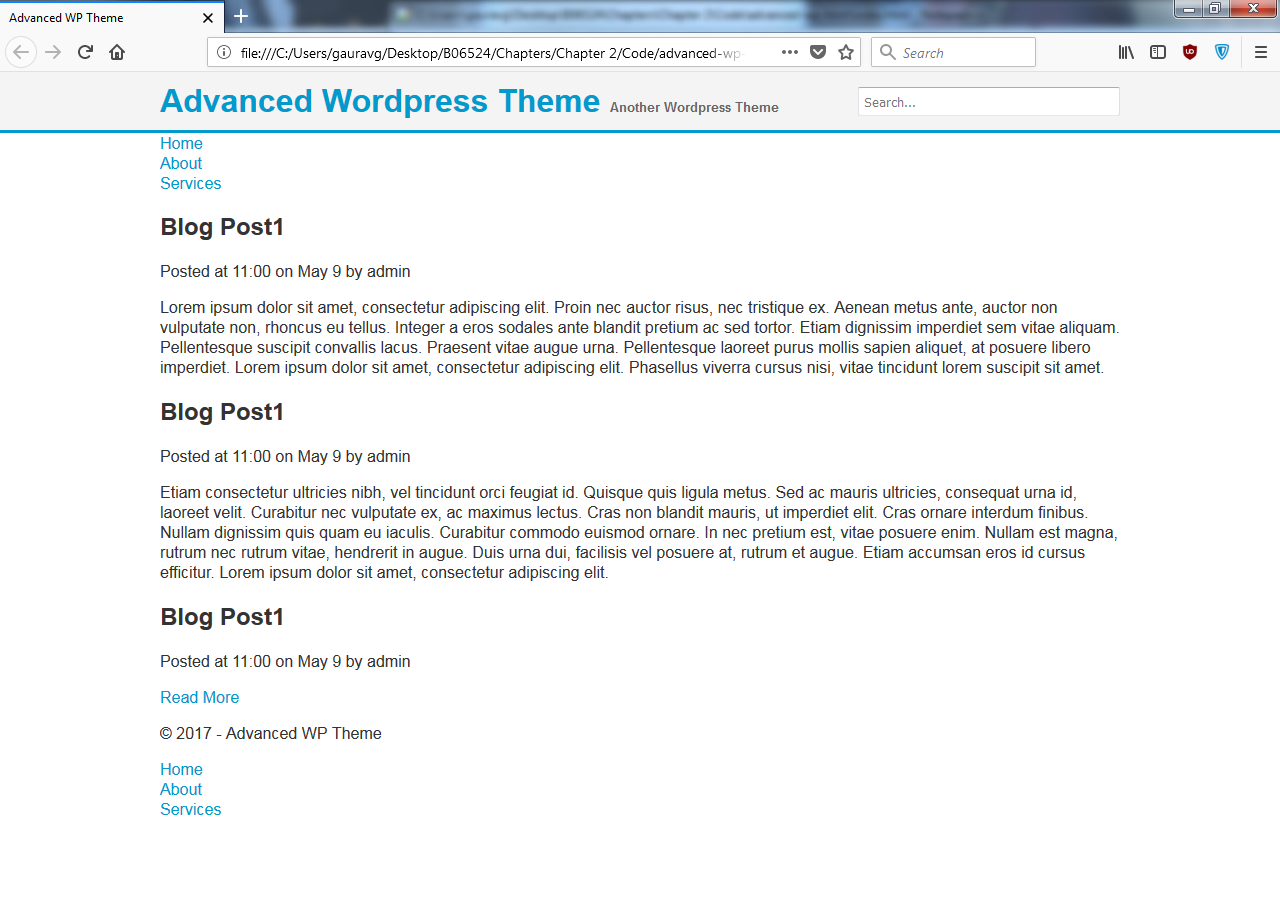 Advanced WP Theme
file:///C:/Users/gauravg/Desktop/B06524/Chapters/Chapter 2/Code/advanced-wp-
Search
Advanced Wordpress Theme Another Wordpress Theme
Search...
Home
About
Services
Blog Post1
Posted at 11:00 on May 9 by admin
Lorem ipsum dolor sit amet, consectetur adipiscing elit. Proin nec auctor risus, nec tristique ex. Aenean metus ante, auctor non
vulputate non, rhoncus eu tellus. Integer a eros sodales ante blandit pretium ac sed tortor. Etiam dignissim imperdiet sem vitae aliquam.
Pellentesque suscipit convallis lacus. Praesent vitae augue urna. Pellentesque laoreet purus mollis sapien aliquet, at posuere libero
imperdiet. Lorem ipsum dolor sit amet, consectetur adipiscing elit. Phasellus viverra cursus nisi, vitae tincidunt lorem suscipit sit amet.
Blog Post1
Posted at 11:00 on May 9 by admin
Etiam consectetur ultricies nibh, vel tincidunt orci feugiat id. Quisque quis ligula metus. Sed ac mauris ultricies, consequat urna id,
laoreet velit. Curabitur nec vulputate ex, ac maximus lectus. Cras non blandit mauris, ut imperdiet elit. Cras ornare interdum finibus.
Nullam dignissim quis quam eu iaculis. Curabitur commodo euismod ornare. In nec pretium est, vitae posuere enim. Nullam est magna,
rutrum nec rutrum vitae, hendrerit in augue. Duis urna dui, facilisis vel posuere at, rutrum et augue. Etiam accumsan eros id cursus
efficitur. Lorem ipsum dolor sit amet, consectetur adipiscing elit.
Blog Post1
Posted at 11:00 on May 9 by admin
Read More
© 2017 - Advanced WP Theme
Home
About
Services